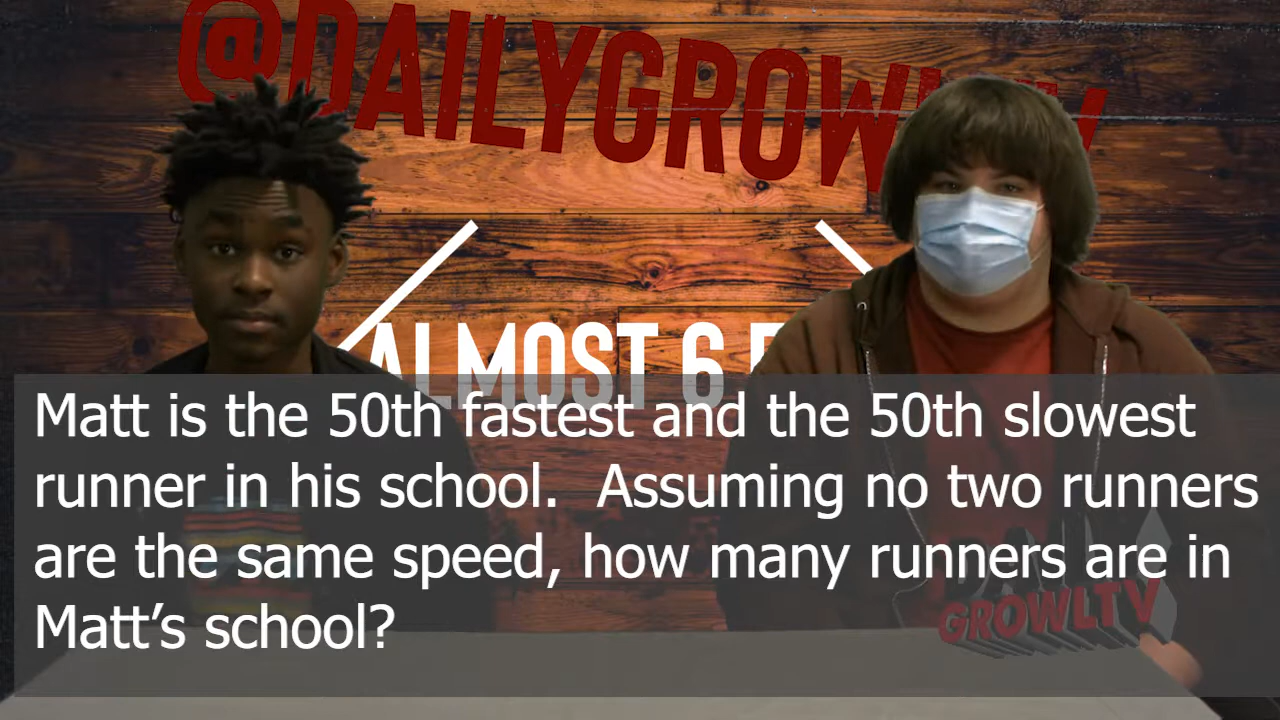 @DAILYGROWLTV
ALMOST 6
Matt is the 50th fastest and the 50th slowest
runner in his school.  Assuming no two runners
are the same speed, how many runners are in
Matt’s school?
GROWLTV